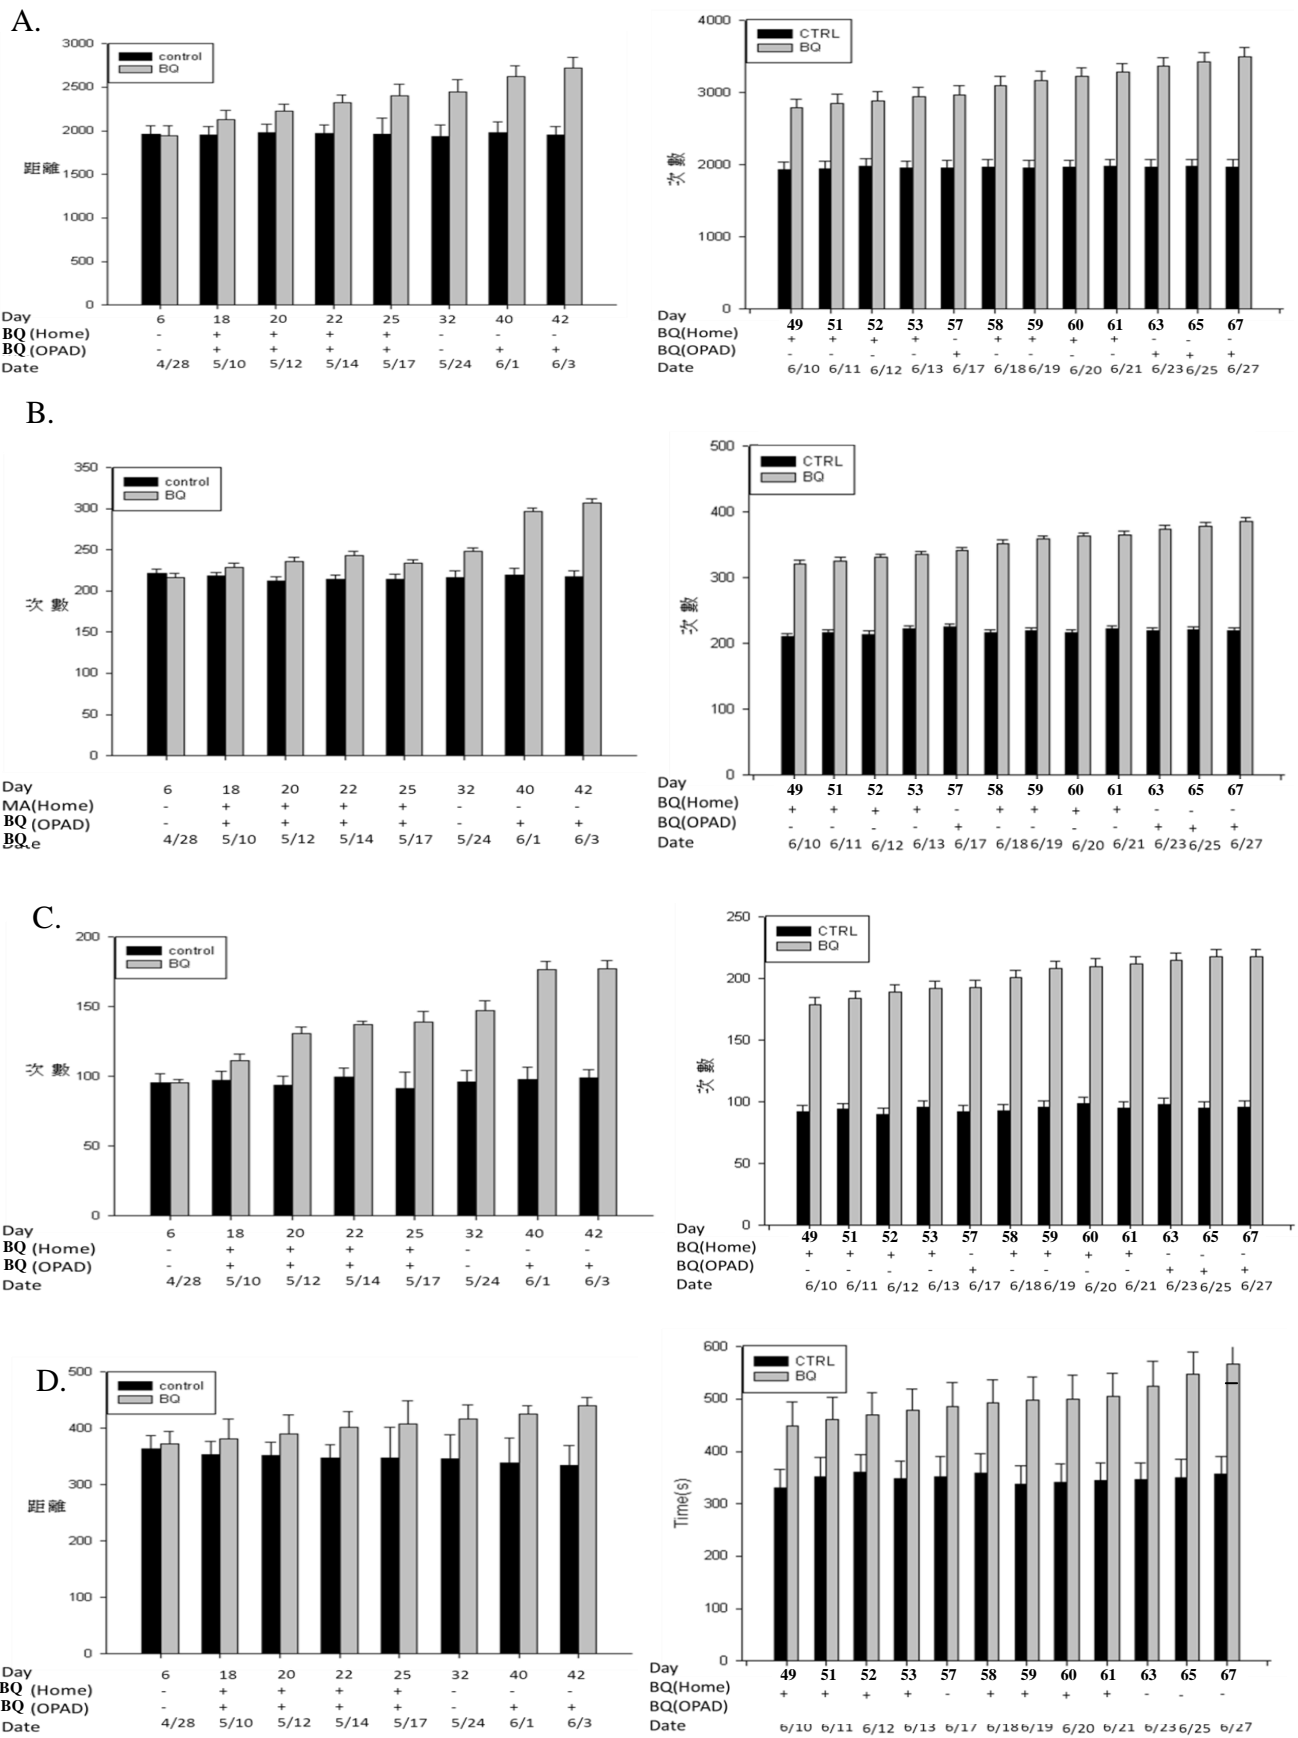 A.
3000
2500
2000
距離
1500
1000
500
0
control
BQ
Day 6 18 20 22 25 32 40 42
BQ (Home) - + + + + - - -
BQ (OPAD) - + + + + - + +
Date 4/28 5/10 5/12 5/14 5/17 5/24 6/1 6/3
4000
3000
2000
次數
1000
0
CTRL
BQ
Day 49 51 52 53 57 58 59 60 61 63 65 67
BQ(Home) + + + + - + + + + - - -
BQ(OPAD) - - - - + - - - - + + +
Date 6/10 6/11 6/12 6/13 6/17 6/18 6/19 6/20 6/21 6/23 6/25 6/27
B.
350
300
250
200
次數
150
100
50
0
control
BQ
Day 6 18 20 22 25 32 40 42
MA(Home) - + + + + - - -
BQ (OPAD) - + + + + - + +
BQ 4/28 5/10 5/12 5/14 5/17 5/24 6/1 6/3
500
400
300
次數
200
100
0
CTRL
BQ
Day 49 51 52 53 57 58 59 60 61 63 65 67
BQ(Home) + + + + - + + + + - - -
BQ(OPAD) - - - - + - - - - + + +
Date 6/10 6/11 6/12 6/13 6/17 6/18 6/19 6/20 6/21 6/23 6/25 6/27
C.
200
150
100
次數
50
0
control
BQ
Day 6 18 20 22 25 32 40 42
BQ (Home) - + + + + - - -
BQ (OPAD) - + + + + - + +
Date 4/28 5/10 5/12 5/14 5/17 5/24 6/1 6/3
250
200
150
次數
100
50
0
CTRL
BQ
Day 49 51 52 53 57 58 59 60 61 63 65 67
BQ(Home) + + + + - + + + + - - -
BQ(OPAD) - - - - + - - - - + + +
Date 6/10 6/11 6/12 6/13 6/17 6/18 6/19 6/20 6/21 6/23 6/25 6/27
D.
500
400
300
距離
200
100
0
control
BQ
Day 6 18 20 22 25 32 40 42
BQ (Home) - + + + + - - -
BQ (OPAD) - + + + + - + +
Date 4/28 5/10 5/12 5/14 5/17 5/24 6/1 6/3
600
500
400
300
Time(s)
200
100
0
CTRL
BQ
Day 49 51 52 53 57 58 59 60 61 63 65 67
BQ(Home) + + + + - + + + + - - -
BQ(OPAD)
Date 6/10 6/11 6/12 6/13 6/17 6/18 6/19 6/20 6/21 6/23 6/25 6/27